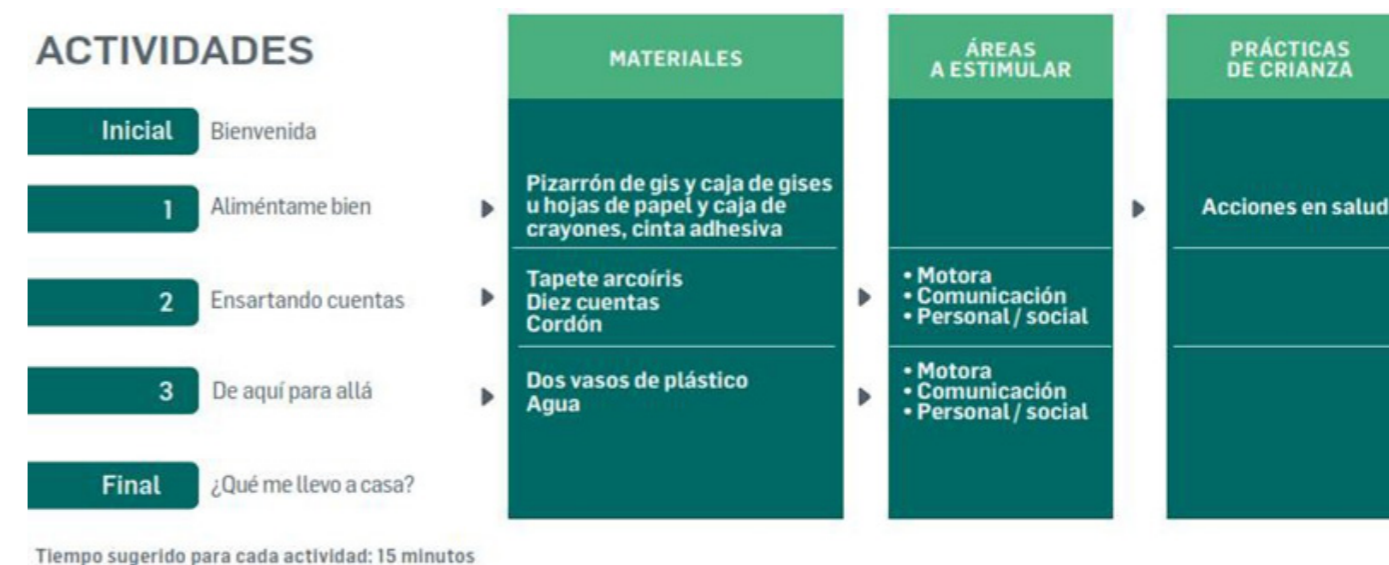 ACTIVIDADES
MATERIALES
ÁREAS
A ESTIMULAR
PRÁCTICAS
DE CRIANZA
Inicial Bienvenida
1 Aliméntame bien
Pizarrón de gis y caja de gises
u hojas de papel y caja de
crayones, cinta adhesiva
Acciones en salud
2 Ensartando cuentas
Tapete arcoíris
Diez cuentas
Cordón
• Motora
• Comunicación
• Personal / social
3 De aquí para allá
Dos vasos de plástico
Agua
• Motora
• Comunicación
• Personal / social
Final ¿Qué me llevo a casa?
Tiempo sugerido para cada actividad: 15 minutos